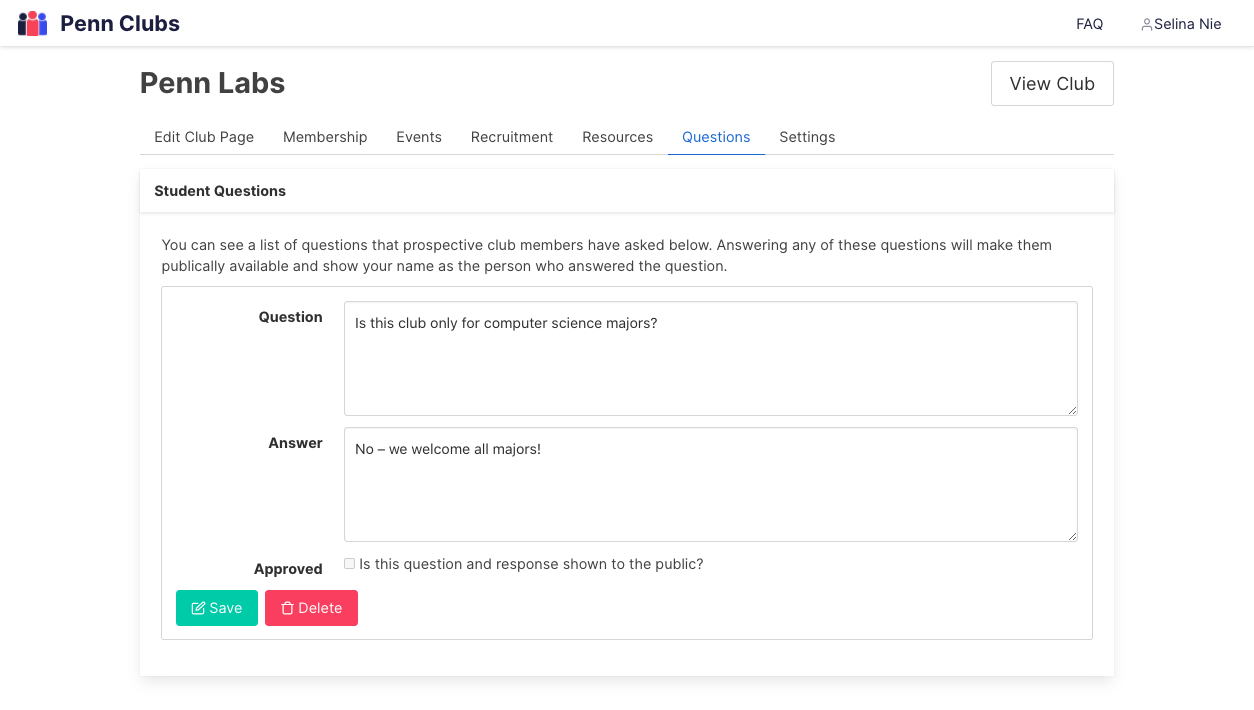 Penn Clubs
FAQ
Selina Nie
Penn Labs
View Club
Edit Club Page
Membership
Events
Recruitment
Resources
Questions
Settings
Student Questions
You can see a list of questions that prospective club members have asked below. Answering any of these questions will make them
publically available and show your name as the person who answered the question.
Question
Is this club only for computer science majors?
Answer
No – we welcome all majors!
Approved
Is this question and response shown to the public?
Save
Delete